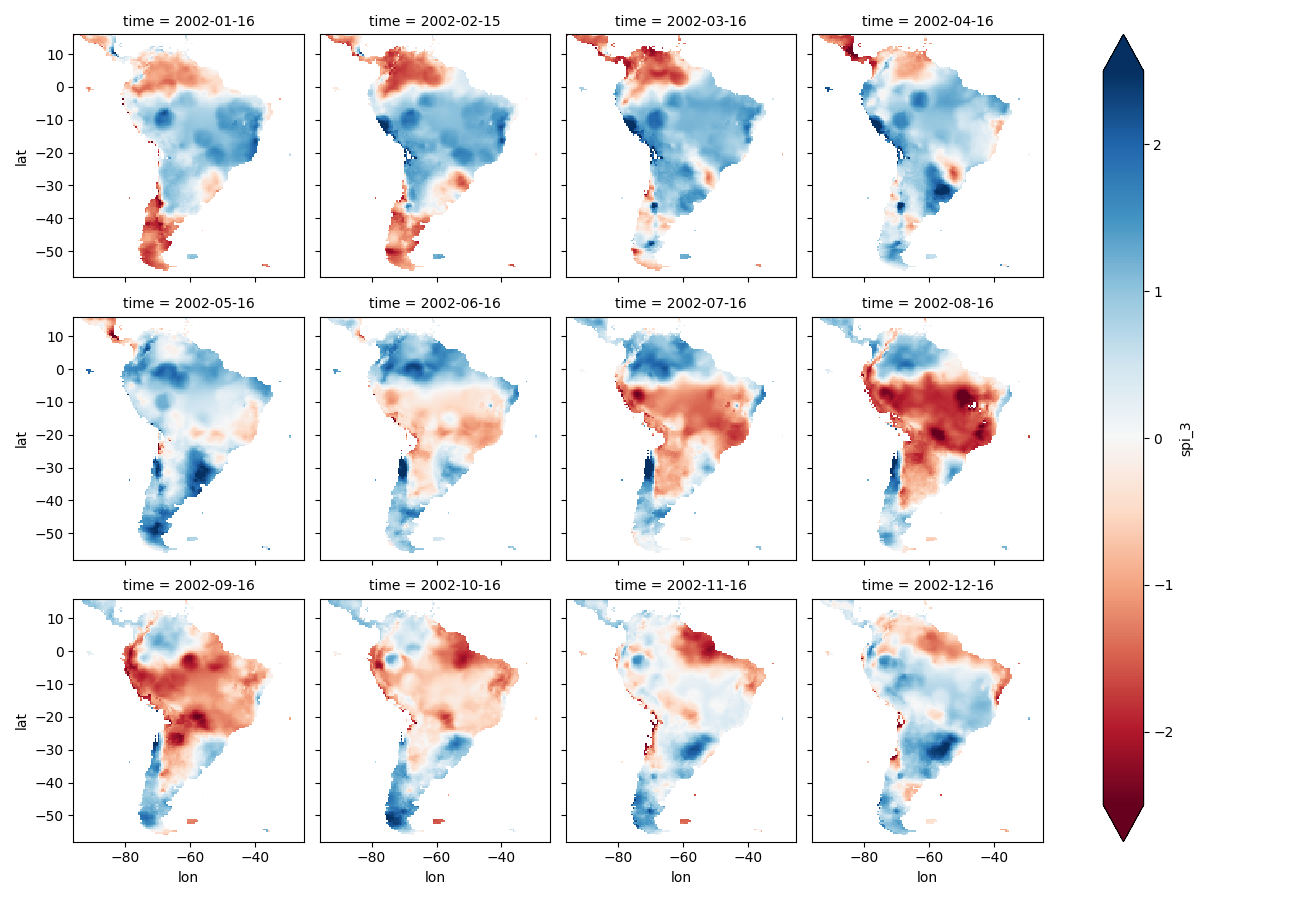 time = 2002-01-16
time = 2002-02-15
time = 2002-03-16
time = 2002-04-16
lat
10
0
−10
−20
−30
−40
−50
time = 2002-05-16
time = 2002-06-16
time = 2002-07-16
time = 2002-08-16
lat
10
0
−10
−20
−30
−40
−50
time = 2002-09-16
time = 2002-10-16
time = 2002-11-16
time = 2002-12-16
lat
10
0
−10
−20
−30
−40
−50
−80 −60 −40
lon
−80 −60 −40
lon
−80 −60 −40
lon
−80 −60 −40
lon
2
1
0
−1
−2
spi_3